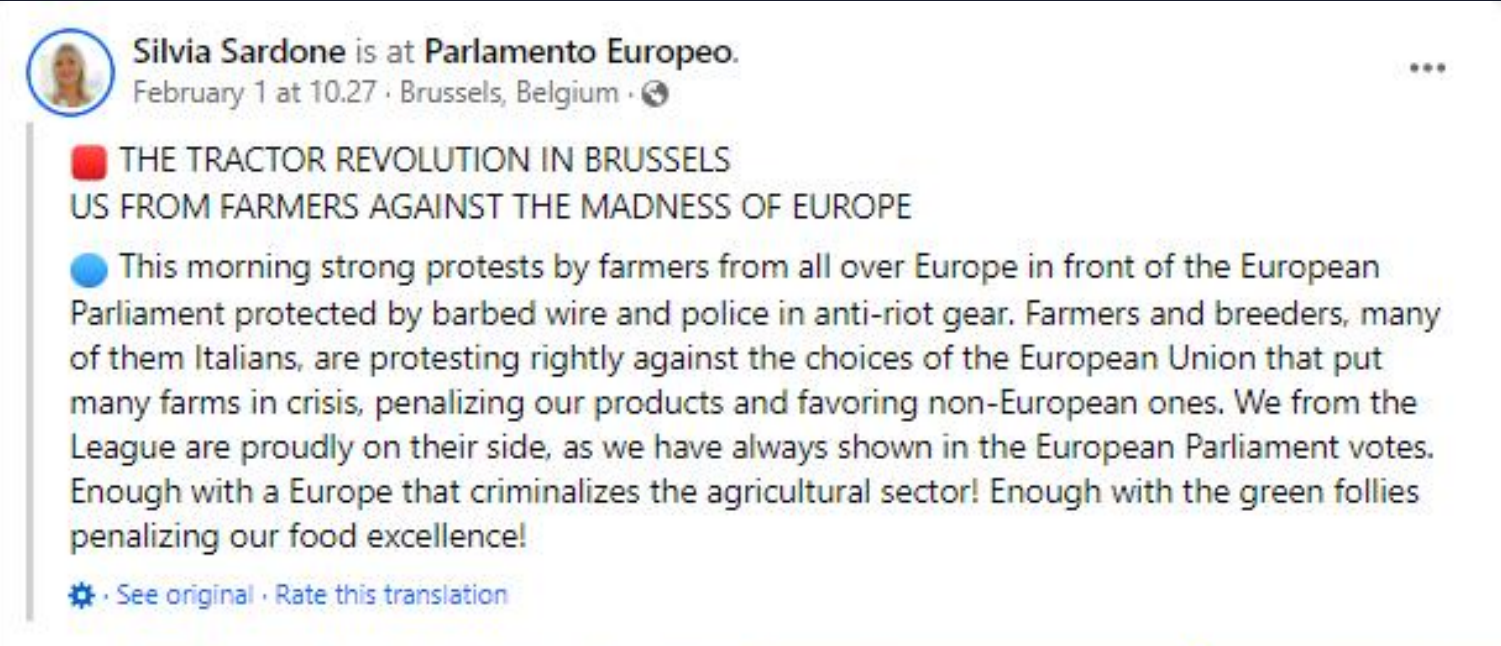 Silvia Sardone is at Parlamento Europeo.
February 1 at 10.27 · Brussels, Belgium ·
THE TRACTOR REVOLUTION IN BRUSSELS
US FROM FARMERS AGAINST THE MADNESS OF EUROPE
This morning strong protests by farmers from all over Europe in front of the European
Parliament protected by barbed wire and police in anti-riot gear. Farmers and breeders, many
of them Italians, are protesting rightly against the choices of the European Union that put
many farms in crisis, penalizing our products and favoring non-European ones. We from the
League are proudly on their side, as we have always shown in the European Parliament votes.
Enough with a Europe that criminalizes the agricultural sector! Enough with the green follies
penalizing our food excellence!
· See original · Rate this translation